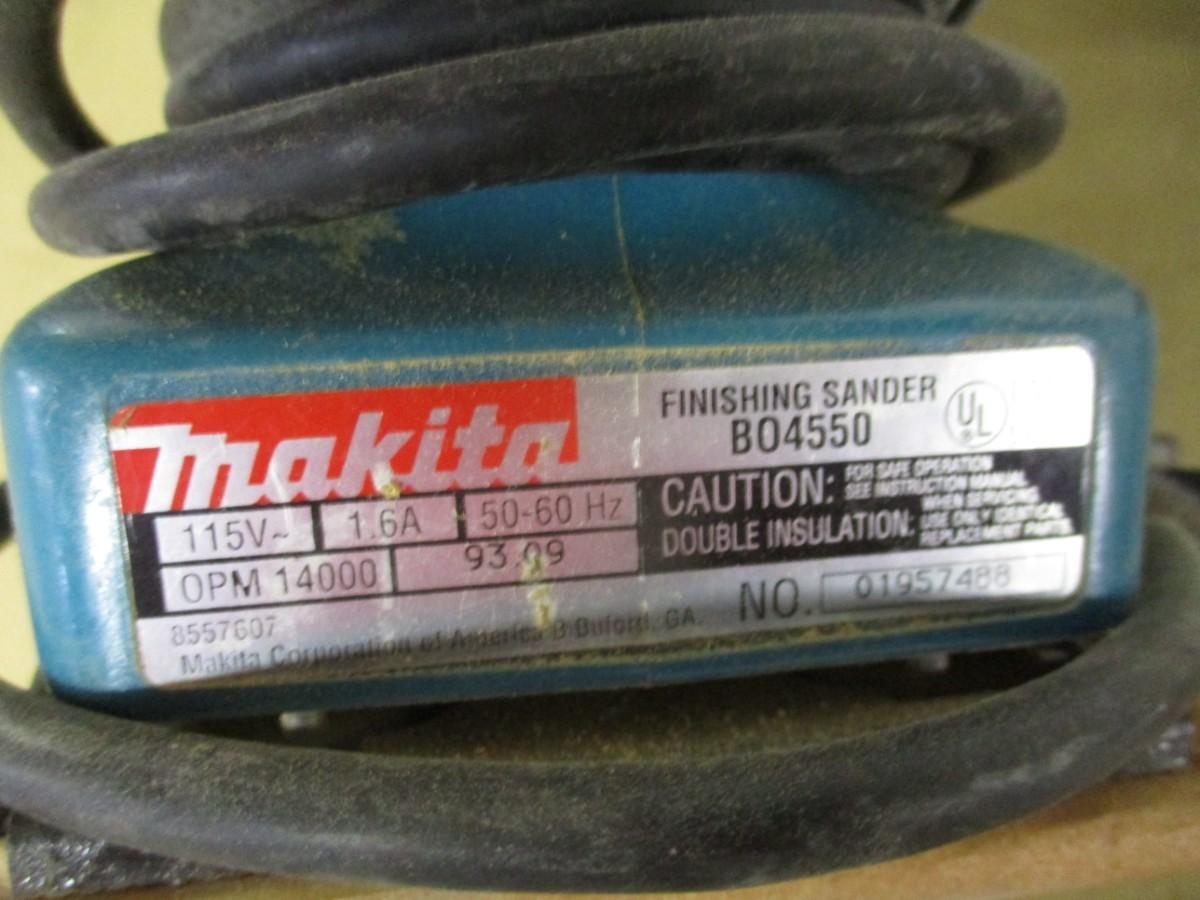 makita
FINISHING SANDER
BO4550
UL
115V~ 1.6A 50-60 Hz
OPM 14000 93.09
CAUTION: FOR SAFE OPERATION
SEE INSTRUCTION MANUAL.
DOUBLE INSULATION: WHEN SERVICING
USE ONLY IDENTICAL
REPLACEMENT PARTS.
NO. 01957488
8557607
Makita Corporation of America B Buford, GA.